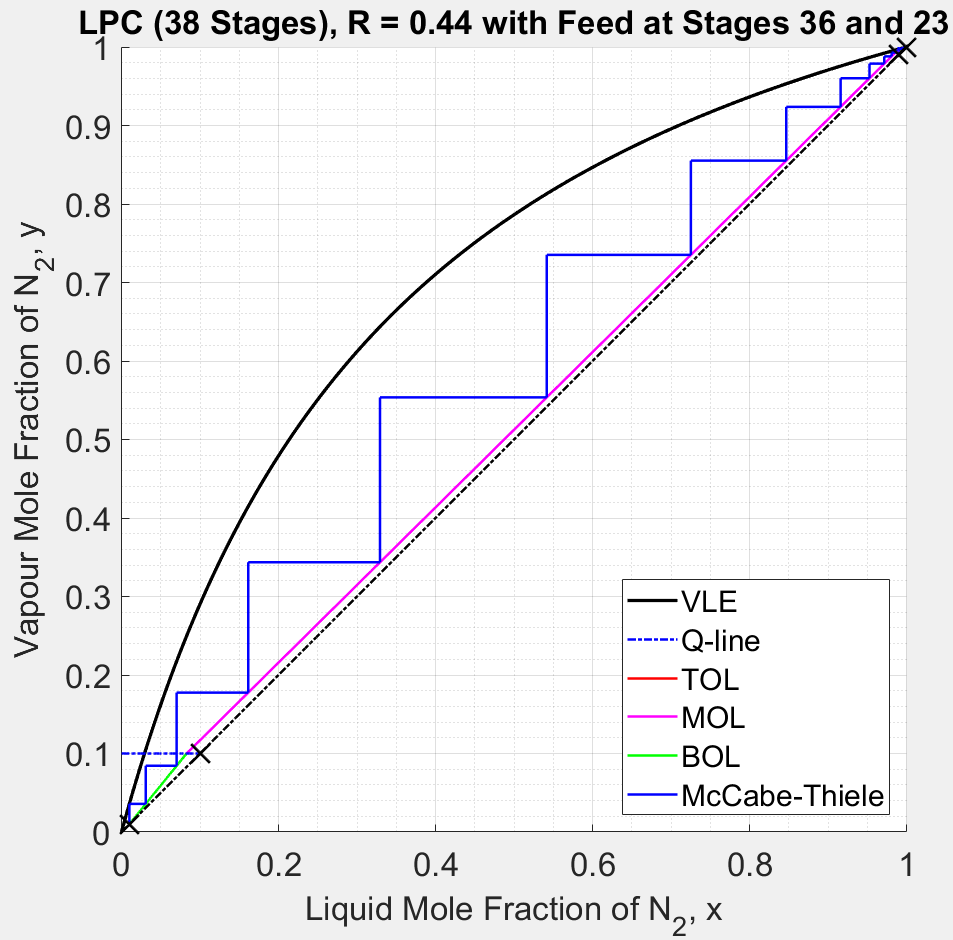 LPC (38 Stages), R = 0.44 with Feed at Stages 36 and 23
1
0.9
0.8
0.7
0.6
0.5
0.4
0.3
0.2
0.1
0
Vapour Mole Fraction of N2, y
VLE
Q-line
TOL
MOL
BOL
McCabe-Thiele
0 0.2 0.4 0.6 0.8 1
Liquid Mole Fraction of N2, x